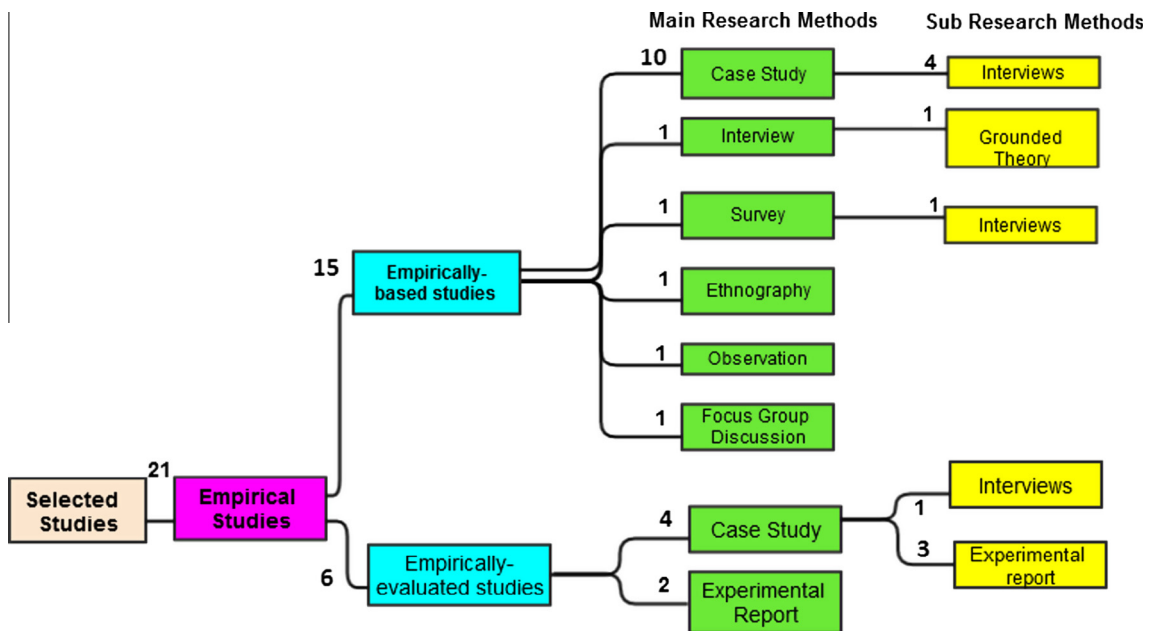 Main Research Methods
Sub Research Methods
10
Case Study
4
Interviews
1
Interview
1
Grounded
Theory
1
Survey
1
Interviews
15
Empirically-
based studies
1
Ethnography
1
Observation
1
Focus Group
Discussion
21
Selected
Studies
Empirical
Studies
6
Empirically-
evaluated studies
4
Case Study
1
Interviews
3
Experimental
report
2
Experimental
Report